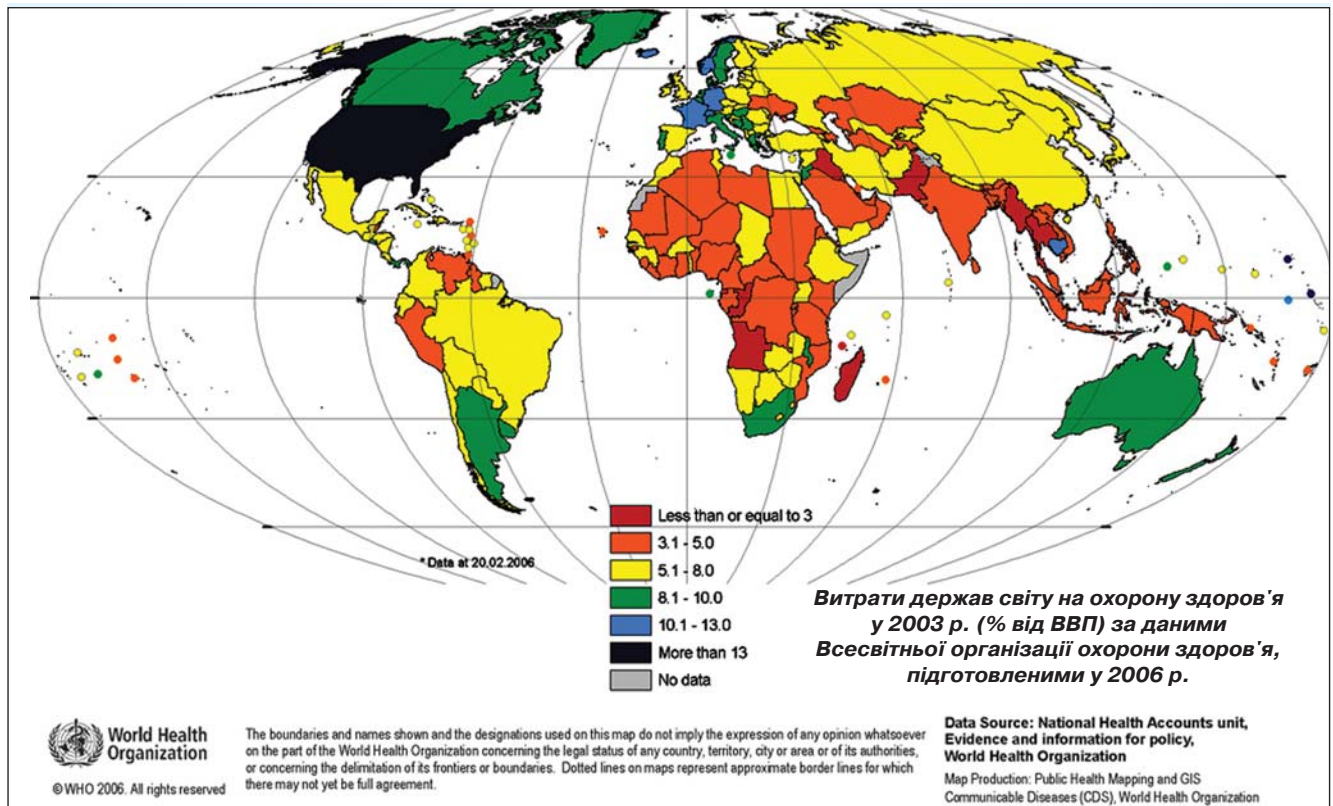 Less than or equal to 3
3.1 - 5.0
* Data at 20.02.2006
5.1 - 8.0
8.1 - 10.0
10.1 - 13.0
More than 13
No data
Витрати держав світу на охорону здоров'я
у 2003 р. (% від ВВП) за даними
Всесвітньої організації охорони здоров'я,
підготовленими у 2006 р.
World Health
Organization
© WHO 2006. All rights reserved
The boundaries and names shown and the designations used on this map do not imply the expression of any opinion whatsoever
on the part of the World Health Organization concerning the legal status of any country, territory, city or area or of its authorities,
or concerning the delimitation of its frontiers or boundaries. Dotted lines on maps represent approximate border lines for which
there may not yet be full agreement.
Data Source: National Health Accounts unit,
Evidence and information for policy,
World Health Organization
Map Production: Public Health Mapping and GIS
Communicable Diseases (CDS), World Health Organization